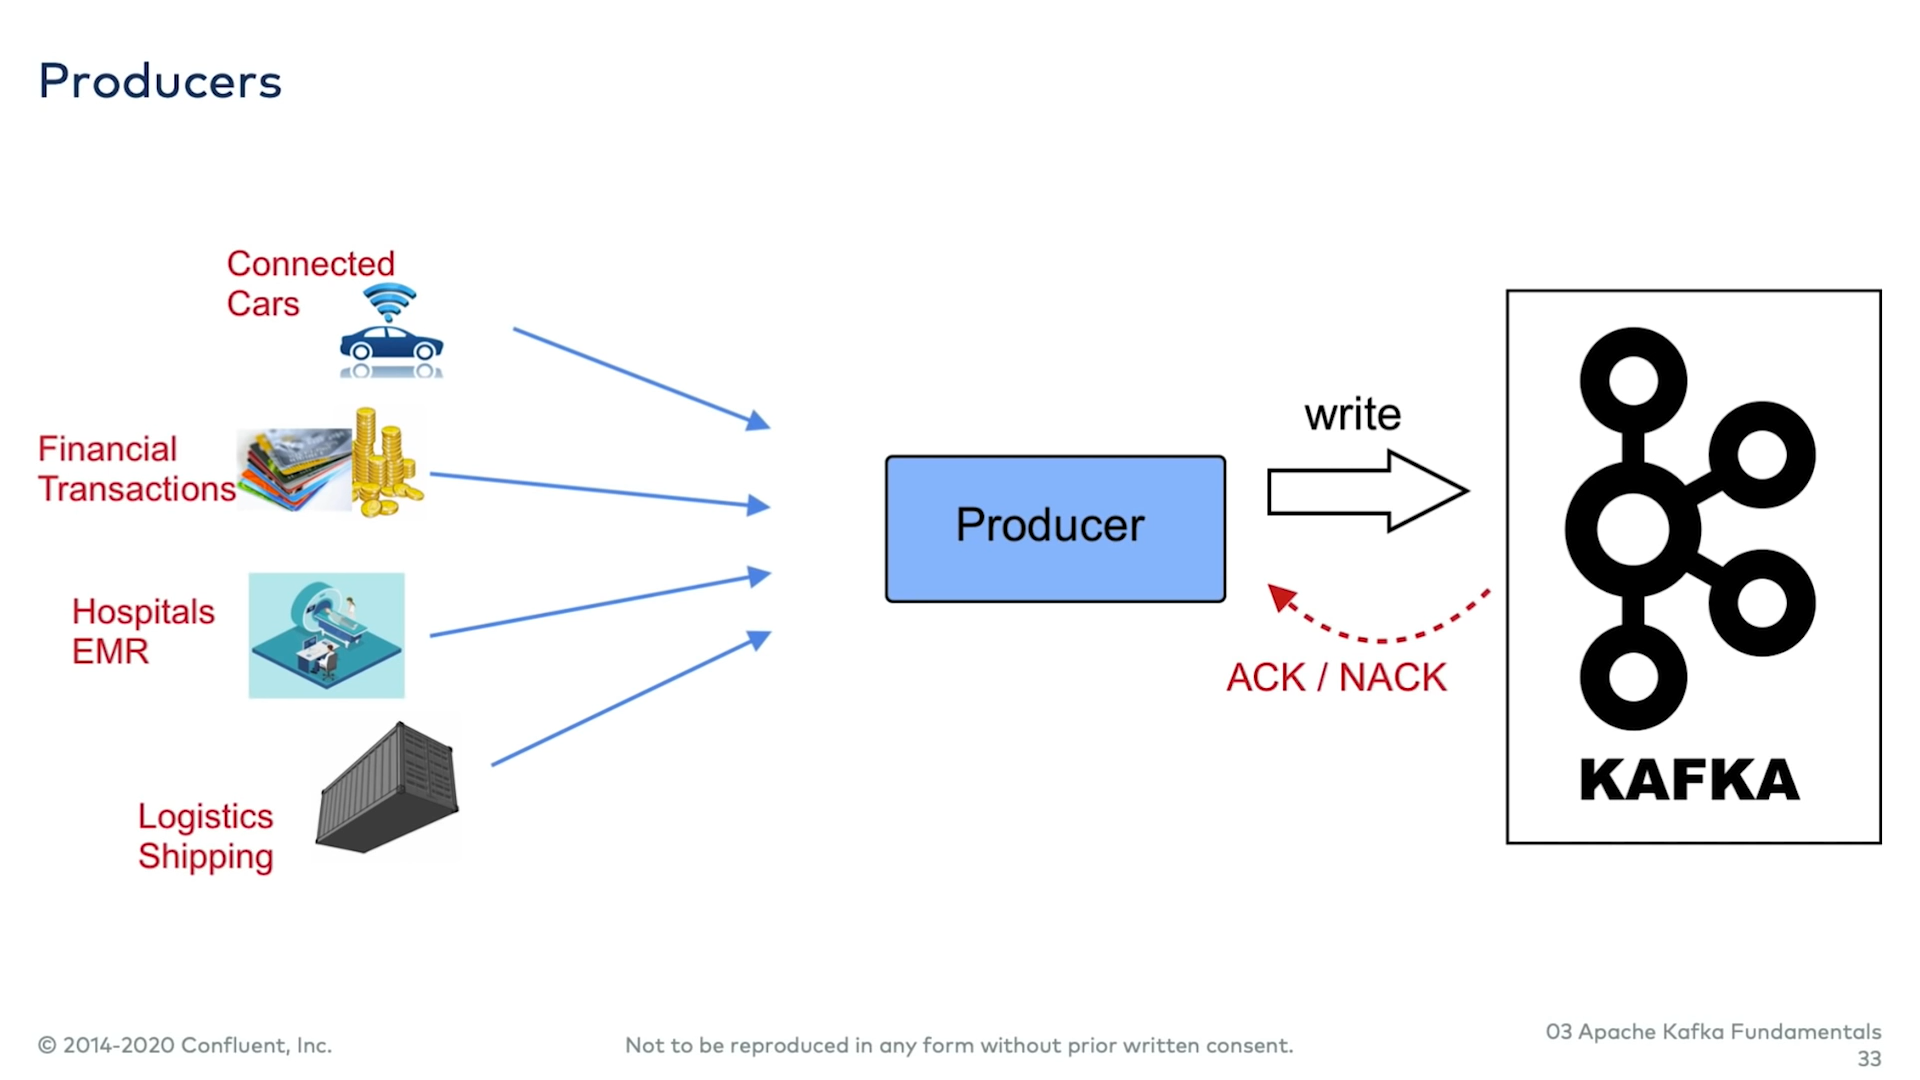 Producers
Connected
Cars
Financial
Transactions
Hospitals
EMR
Logistics
Shipping
Producer
write
ACK / NACK
KAFKA
© 2014-2020 Confluent, Inc.
Not to be reproduced in any form without prior written consent.
03 Apache Kafka Fundamentals
33